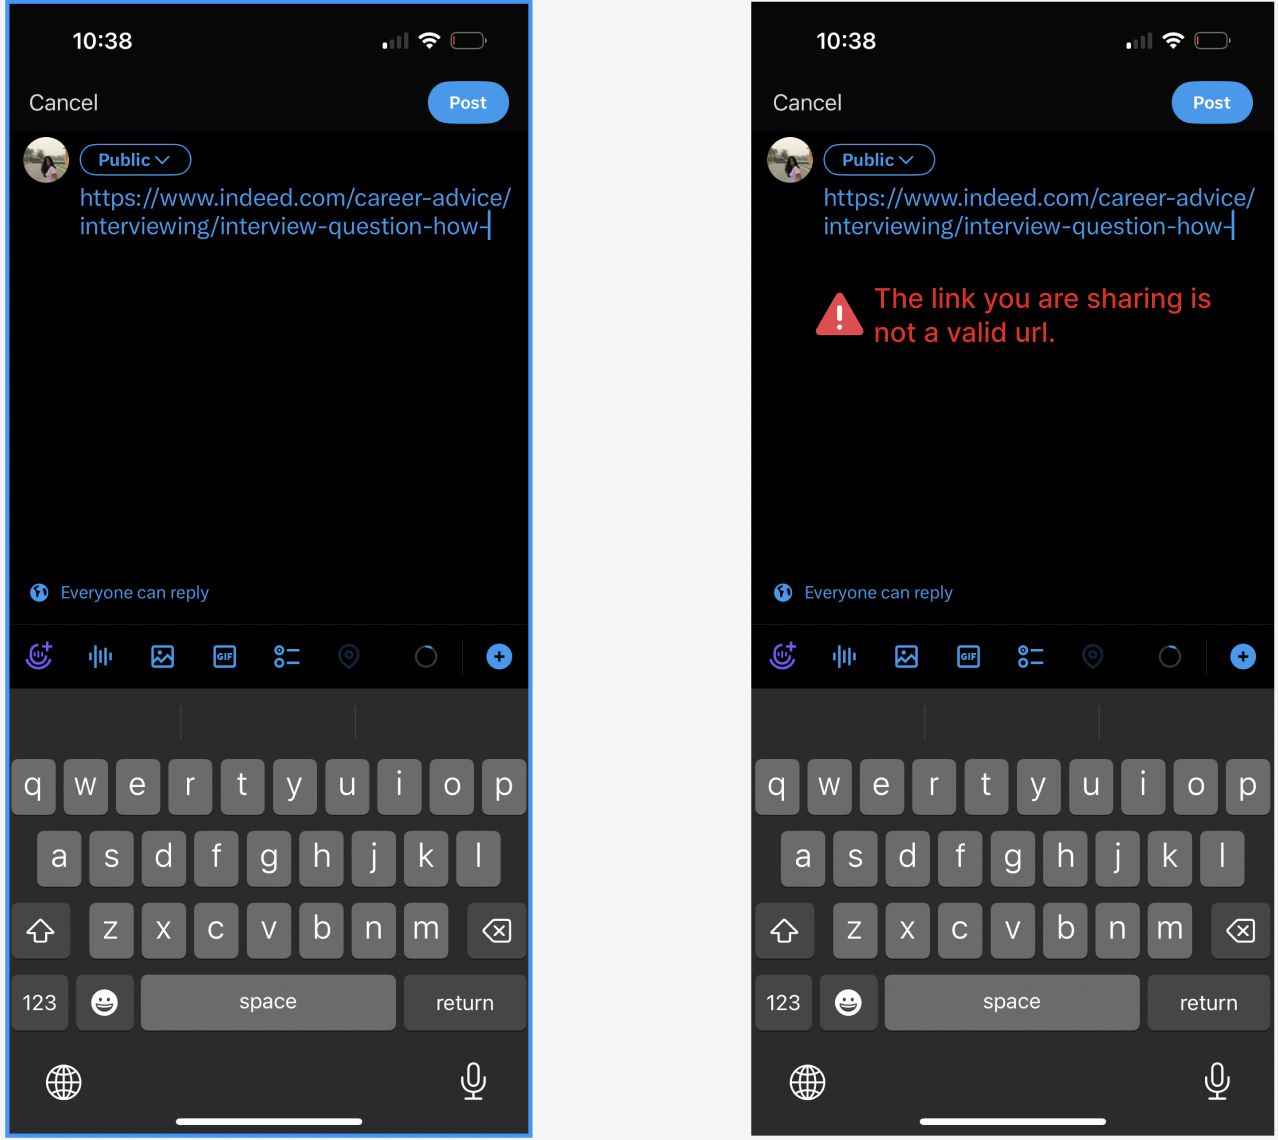 10:38
Cancel
Post
Public
https://www.indeed.com/career-advice/
interviewing/interview-question-how-
Everyone can reply
GIF
q w e r t y u i o p
a s d f g h j k l
z x c v b n m
123
space
return
10:38
Cancel
Post
Public
https://www.indeed.com/career-advice/
interviewing/interview-question-how-
The link you are sharing is
not a valid url.
Everyone can reply
GIF
q w e r t y u i o p
a s d f g h j k l
z x c v b n m
123
space
return